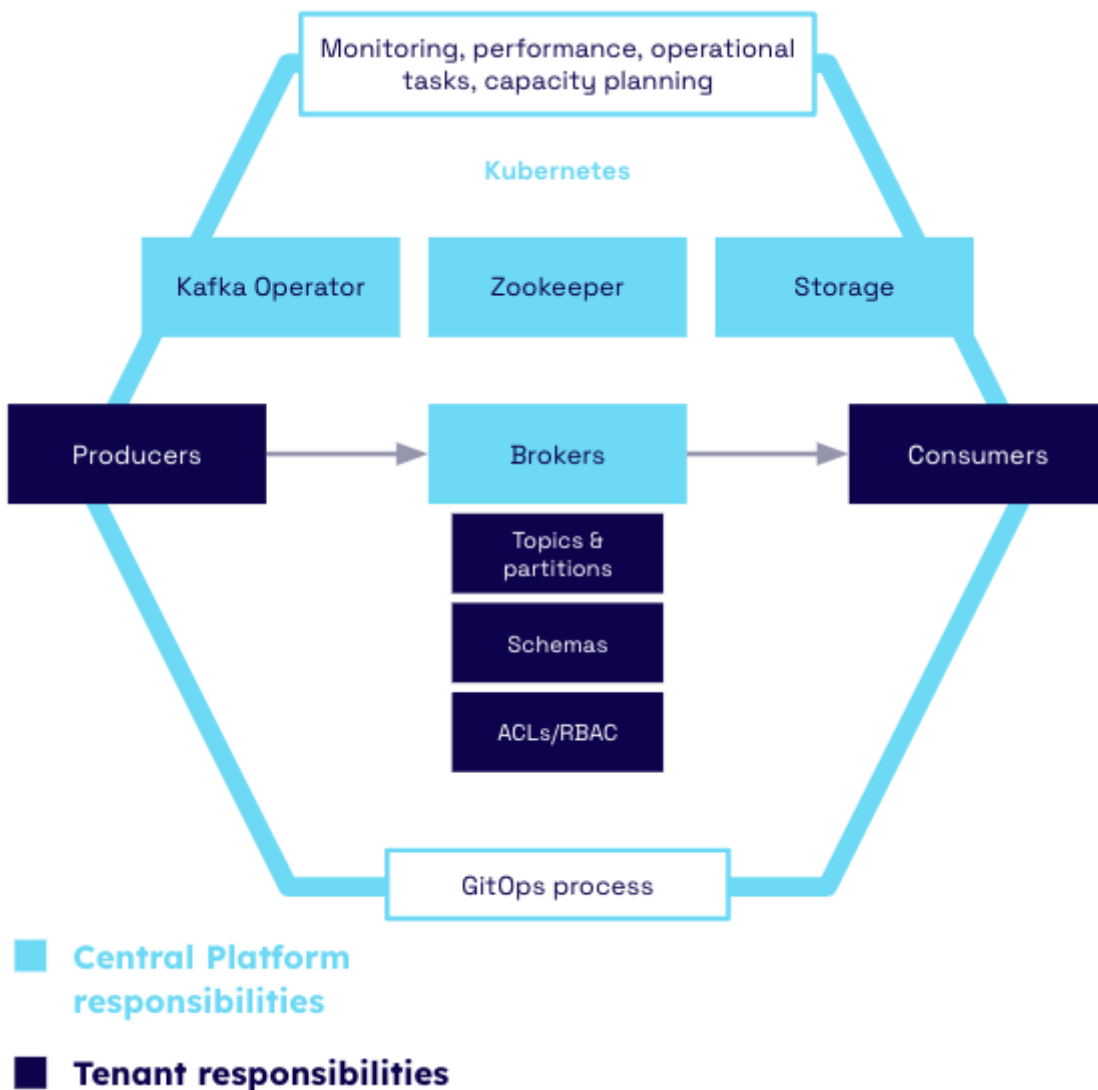 Monitoring, performance, operational
tasks, capacity planning
Kubernetes
Kafka Operator
Zookeeper
Storage
Producers
Brokers
Consumers
Topics &
partitions
Schemas
ACLs/RBAC
GitOps process
Central Platform
responsibilities
Tenant responsibilities